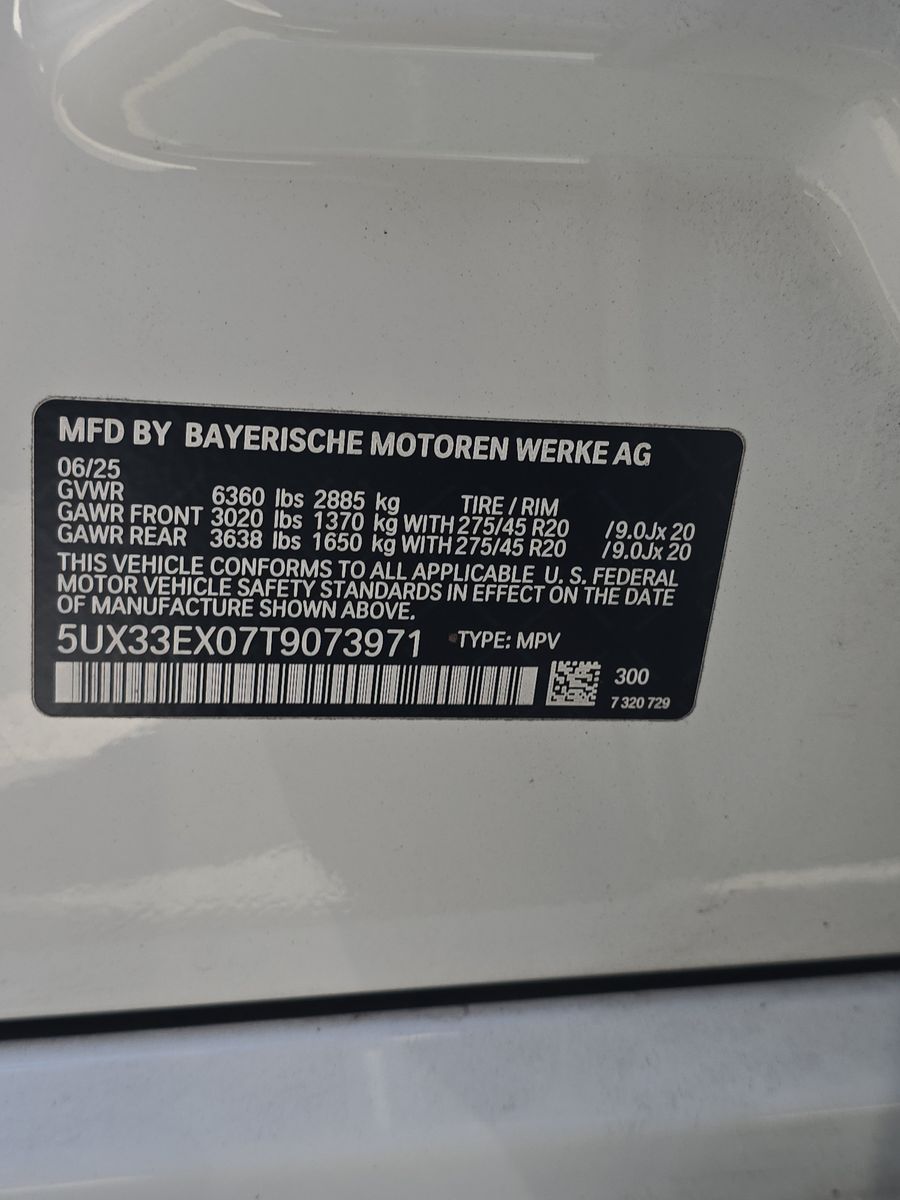 MFD BY BAYERISCHE MOTOREN WERKE AG
06/25
GVWR 6360 lbs 2885 kg TIRE / RIM
GAWR FRONT 3020 lbs 1370 kg WITH 275/45 R20 /9.0Jx 20
GAWR REAR 3638 lbs 1650 kg WITH 275/45 R20 /9.0Jx 20
THIS VEHICLE CONFORMS TO ALL APPLICABLE U. S. FEDERAL
MOTOR VEHICLE SAFETY STANDARDS IN EFFECT ON THE DATE
OF MANUFACTURE SHOWN ABOVE.
5UX33EX07T9073971 TYPE: MPV
300
7 320 729